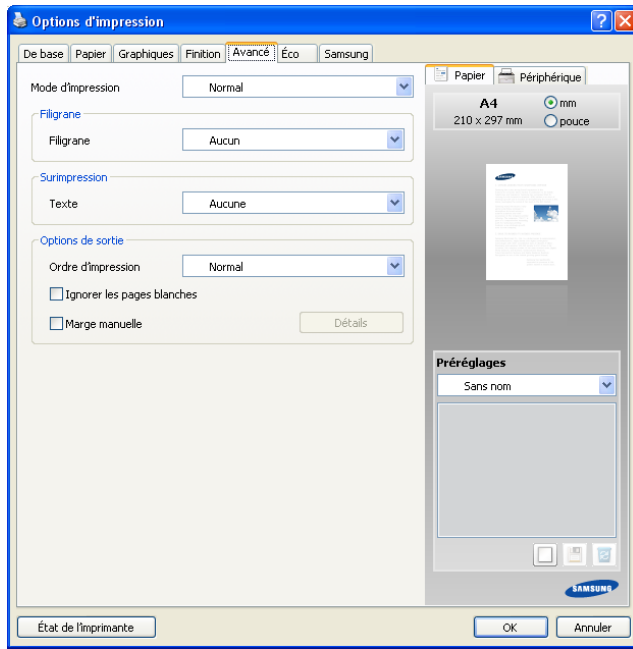 Options d'impression
De base Papier Graphiques Finition Avancé Éco Samsung
Mode d'impression Normal
Filigrane
Filigrane Aucun
Surimpression
Texte Aucune
Options de sortie
Ordre d'impression Normal
Ignorer les pages blanches
Marge manuelle Détails
Papier Périphérique
A4 mm
210 x 297 mm pouce
Préréglages
Sans nom
SAMSUNG
État de l'imprimante OK Annuler